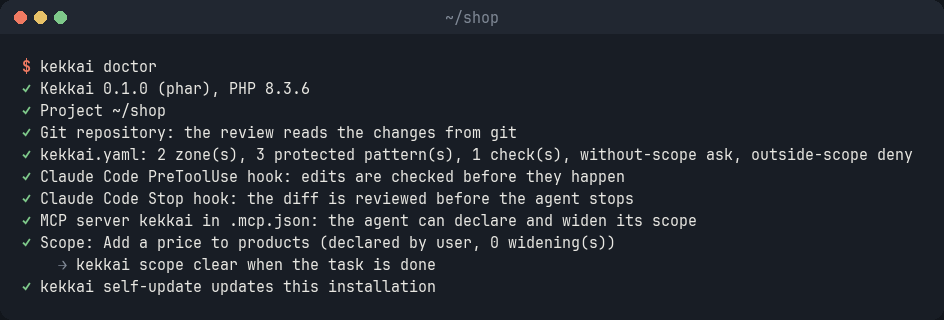 ~/shop
$ kekkai doctor
✓ Kekkai 0.1.0 (phar), PHP 8.3.6
✓ Project ~/shop
✓ Git repository: the review reads the changes from git
✓ kekkai.yaml: 2 zone(s), 3 protected pattern(s), 1 check(s), without-scope ask, outside-scope deny
✓ Claude Code PreToolUse hook: edits are checked before they happen
✓ Claude Code Stop hook: the diff is reviewed before the agent stops
✓ MCP server kekkai in .mcp.json: the agent can declare and widen its scope
✓ Scope: Add a price to products (declared by user, 0 widening(s))
→ kekkai scope clear when the task is done
✓ kekkai self-update updates this installation